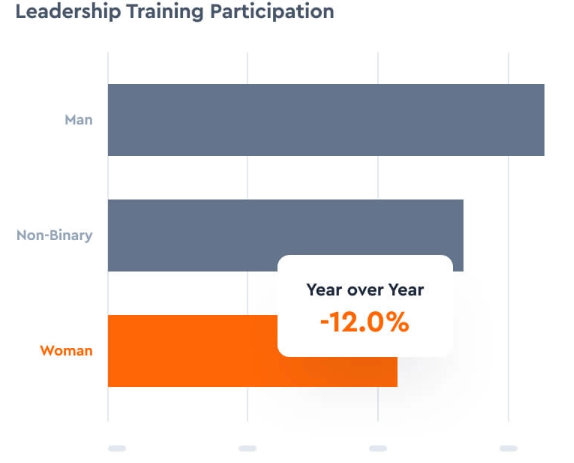 Leadership Training Participation
Man
Non-Binary
Year over Year
-12.0%
Woman